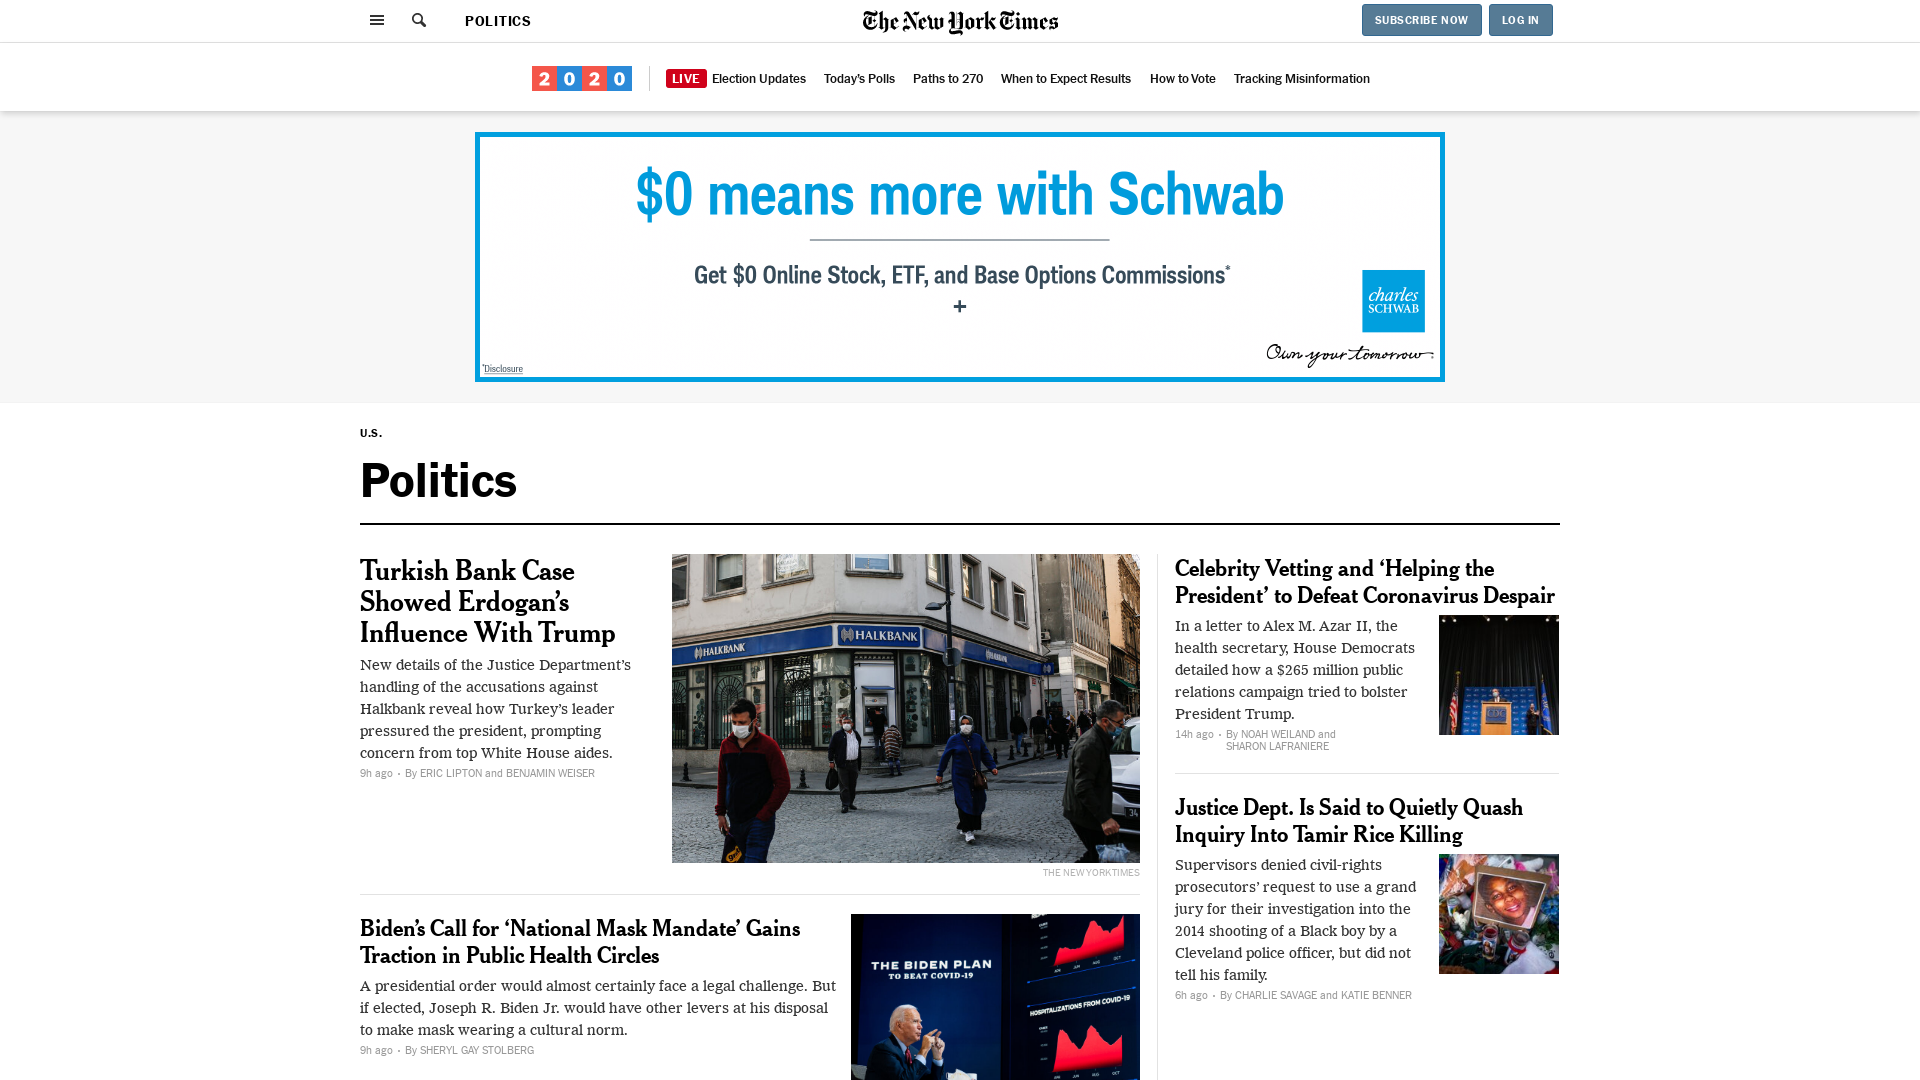 POLITICS
The New York Times
SUBSCRIBE NOW
LOG IN
2020
LIVE Election Updates
Today's Polls
Paths to 270
When to Expect Results
How to Vote
Tracking Misinformation
$0 means more with Schwab
Get $0 Online Stock, ETF, and Base Options Commissions*
+
charles
SCHWAB
Own your tomorrow.
*Disclosure
U.S.
Politics
Turkish Bank Case
Showed Erdogan’s
Influence With Trump
New details of the Justice Department’s
handling of the accusations against
Halkbank reveal how Turkey’s leader
pressured the president, prompting
concern from top White House aides.
9h ago • By ERIC LIPTON and BENJAMIN WEISER
HALKBANK
HALKBANK
THE NEW YORK TIMES
Biden’s Call for ‘National Mask Mandate’ Gains
Traction in Public Health Circles
A presidential order would almost certainly face a legal challenge. But
if elected, Joseph R. Biden Jr. would have other levers at his disposal
to make mask wearing a cultural norm.
9h ago • By SHERYL GAY STOLBERG
THE BIDEN PLAN
TO BEAT COVID-19
HOSPITALIZATIONS FROM COVID-19
Celebrity Vetting and ‘Helping the
President’ to Defeat Coronavirus Despair
In a letter to Alex M. Azar II, the
health secretary, House Democrats
detailed how a $265 million public
relations campaign tried to bolster
President Trump.
14h ago • By NOAH WEILAND and
SHARON LAFRANIERE
Justice Dept. Is Said to Quietly Quash
Inquiry Into Tamir Rice Killing
Supervisors denied civil-rights
prosecutors’ request to use a grand
jury for their investigation into the
2014 shooting of a Black boy by a
Cleveland police officer, but did not
tell his family.
6h ago • By CHARLIE SAVAGE and KATIE BENNER